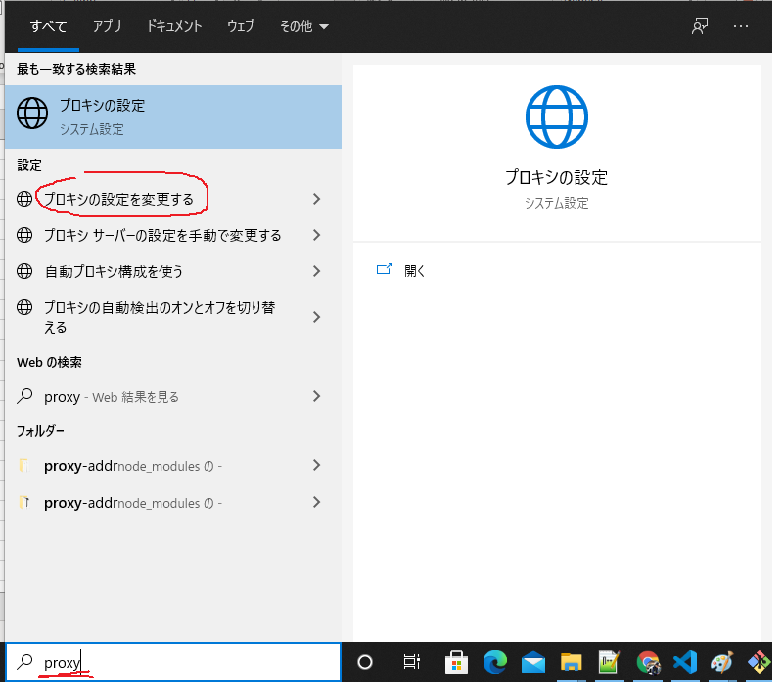 すべて アプリ ドキュメント ウェブ その他
最も一致する検索結果
プロキシの設定
システム設定
設定
プロキシの設定を変更する
プロキシ サーバーの設定を手動で変更する
自動プロキシ構成を使う
プロキシの自動検出のオンとオフを切り替
える
Web の検索
proxy - Web 結果を見る
フォルダー
proxy-addr node_modules の -
proxy-addr node_modules の -
プロキシの設定
システム設定
開く
proxy